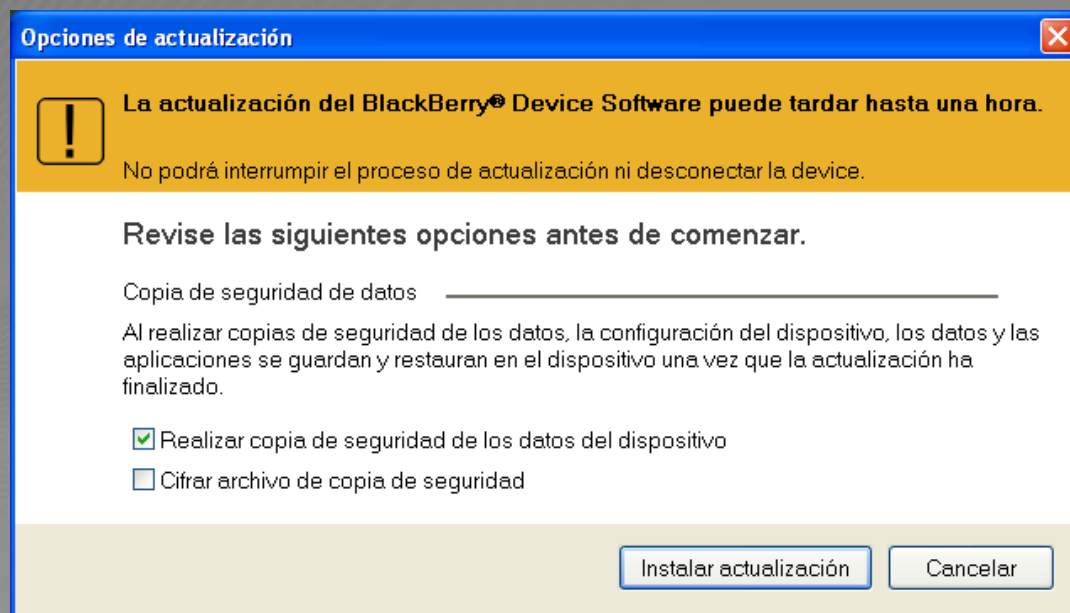 Opciones de actualización
La actualización del BlackBerry® Device Software puede tardar hasta una hora.
No podrá interrumpir el proceso de actualización ni desconectar la device.
Revise las siguientes opciones antes de comenzar.
Copia de seguridad de datos
Al realizar copias de seguridad de los datos, la configuración del dispositivo, los datos y las
aplicaciones se guardan y restauran en el dispositivo una vez que la actualización ha
finalizado.
Realizar copia de seguridad de los datos del dispositivo
Cifrar archivo de copia de seguridad
Instalar actualización Cancelar